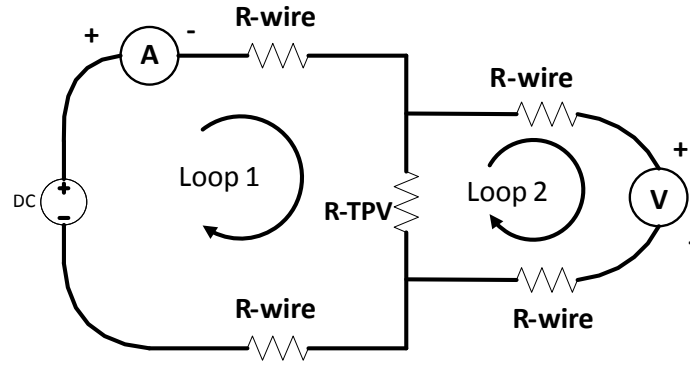 R-wire
+
-
A
R-wire
+
Loop 1
Loop 2
DC
+
-
R-TPV
V
-
R-wire
R-wire